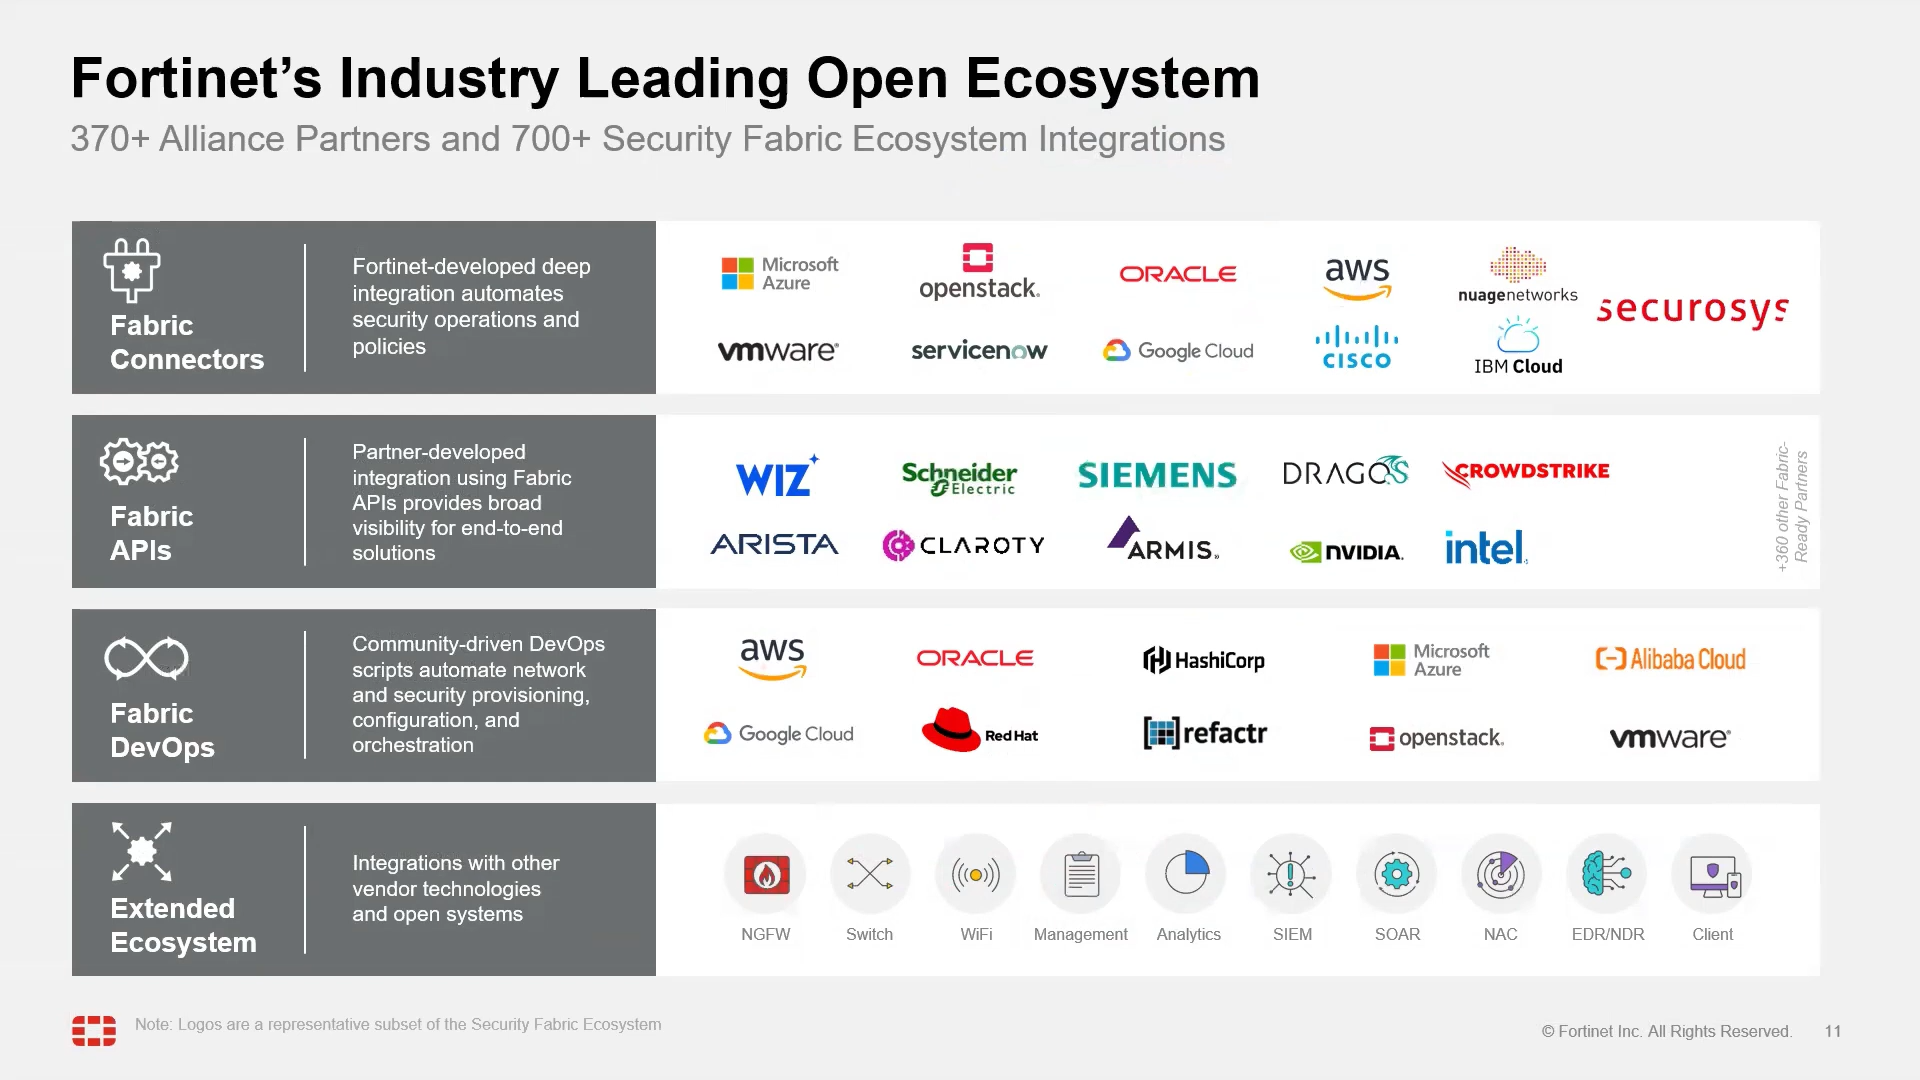 Fortinet’s Industry Leading Open Ecosystem
370+ Alliance Partners and 700+ Security Fabric Ecosystem Integrations
Fabric
Connectors
Fortinet-developed deep
integration automates
security operations and
policies
Microsoft
Azure
openstack.
ORACLE
aws
nuagenetworks
securosys
vmware®
servicenow
Google Cloud
CISCO
IBM Cloud
Fabric
APIs
Partner-developed
integration using Fabric
APIs provides broad
visibility for end-to-end
solutions
WIZ
Schneider
Electric
SIEMENS
DRAGOS
CROWDSTRIKE
ARISTA
CLAROTY
ARMIS.
NVIDIA.
intel.
+360 other Fabric-
Ready Partners
Fabric
DevOps
Community-driven DevOps
scripts automate network
and security provisioning,
configuration, and
orchestration
aws
ORACLE
HashiCorp
Microsoft
Azure
Alibaba Cloud
Google Cloud
Red Hat
[refactr
openstack.
vmware®
Extended
Ecosystem
Integrations with other
vendor technologies
and open systems
NGFW
Switch
WiFi
Management
Analytics
SIEM
SOAR
NAC
EDR/NDR
Client
Note: Logos are a representative subset of the Security Fabric Ecosystem
© Fortinet Inc. All Rights Reserved.
11